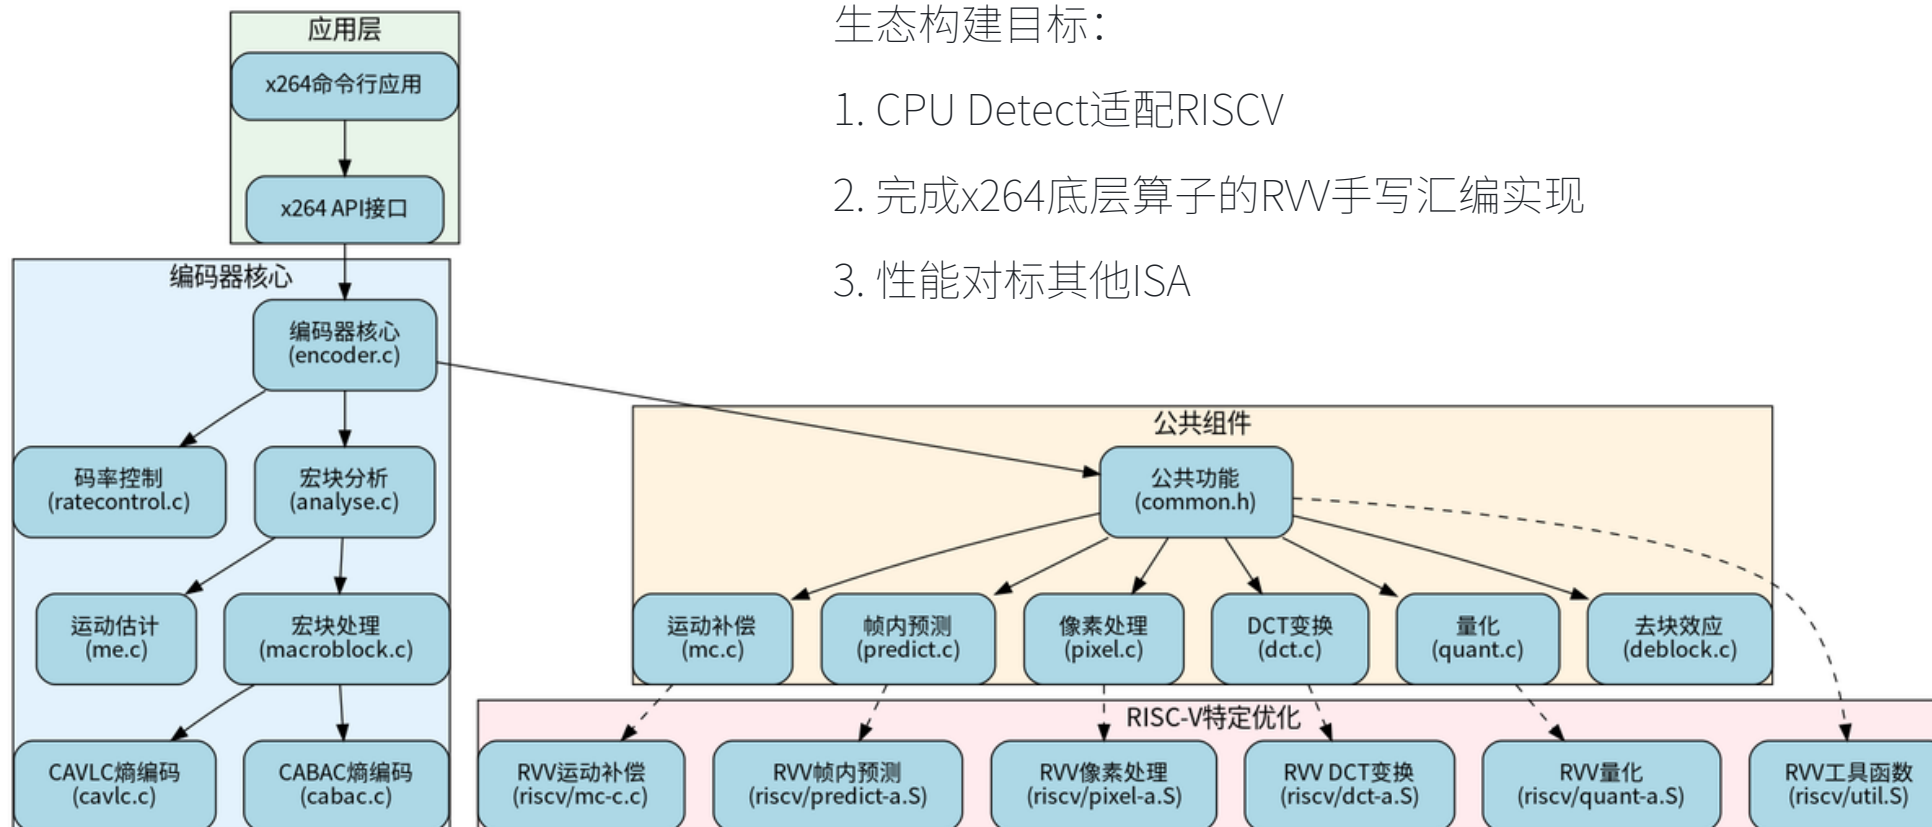 应用层
x264命令行应用
x264 API接口
生态构建目标：
1. CPU Detect适配RISCV
2. 完成x264底层算子的RVV手写汇编实现
3. 性能对标其他ISA
编码器核心
编码器核心
(encoder.c)
码率控制
(ratecontrol.c)
宏块分析
(analyse.c)
运动估计
(me.c)
宏块处理
(macroblock.c)
CAVLC熵编码
(cavlc.c)
CABAC熵编码
(cabac.c)
公共组件
公共功能
(common.h)
运动补偿
(mc.c)
帧内预测
(predict.c)
像素处理
(pixel.c)
DCT变换
(dct.c)
量化
(quant.c)
去块效应
(deblock.c)
RISC-V特定优化
RVV运动补偿
(riscv/mc-c.c)
RVV帧内预测
(riscv/predict-a.S)
RVV像素处理
(riscv/pixel-a.S)
RVV DCT变换
(riscv/dct-a.S)
RVV量化
(riscv/quant-a.S)
RVV工具函数
(riscv/util.S)